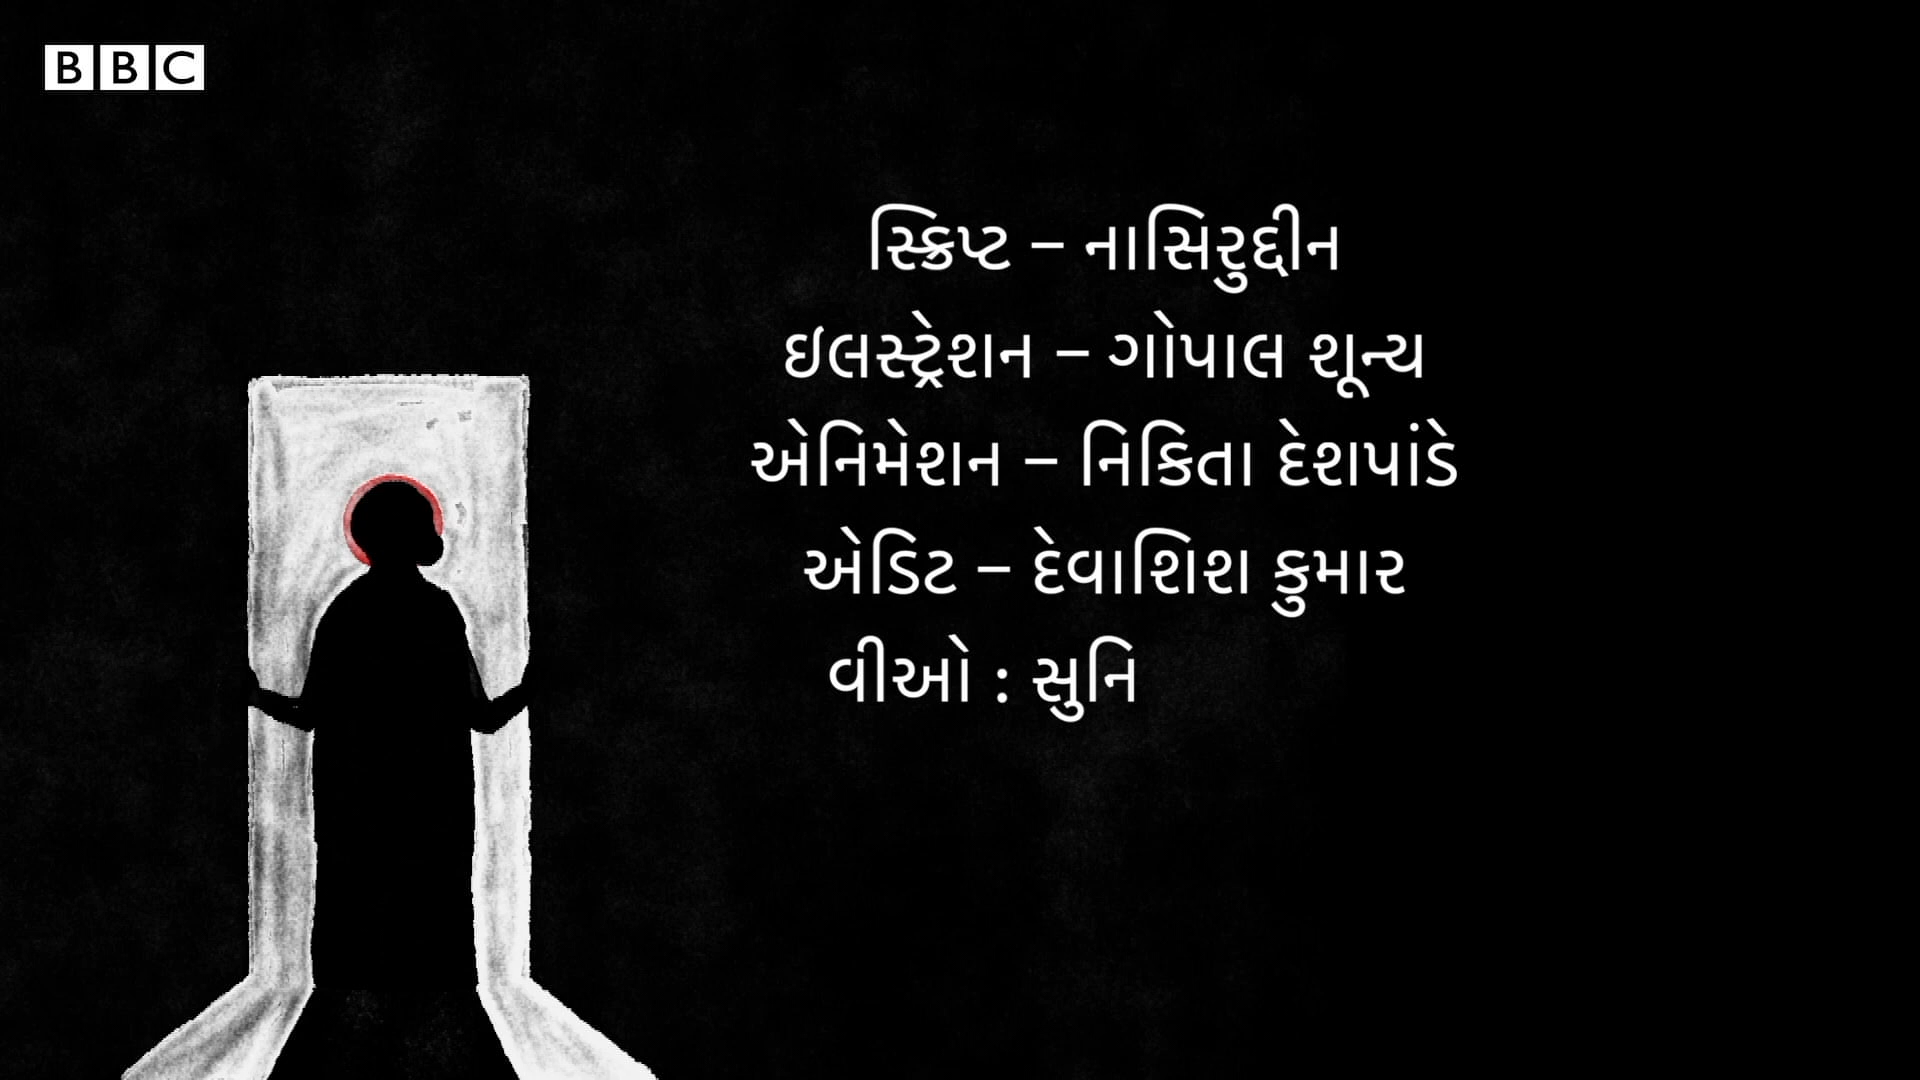 BBC
સ્ક્રિપ્ટ – નાસિરુદ્દીન
ઇલસ્ટ્રેશન – ગોપાલ શૂન્ય
એનિમેશન – નિકિતા દેશપાંડે
એડિટ – દેવાશિશ કુમાર
વીઓ : સુનિ